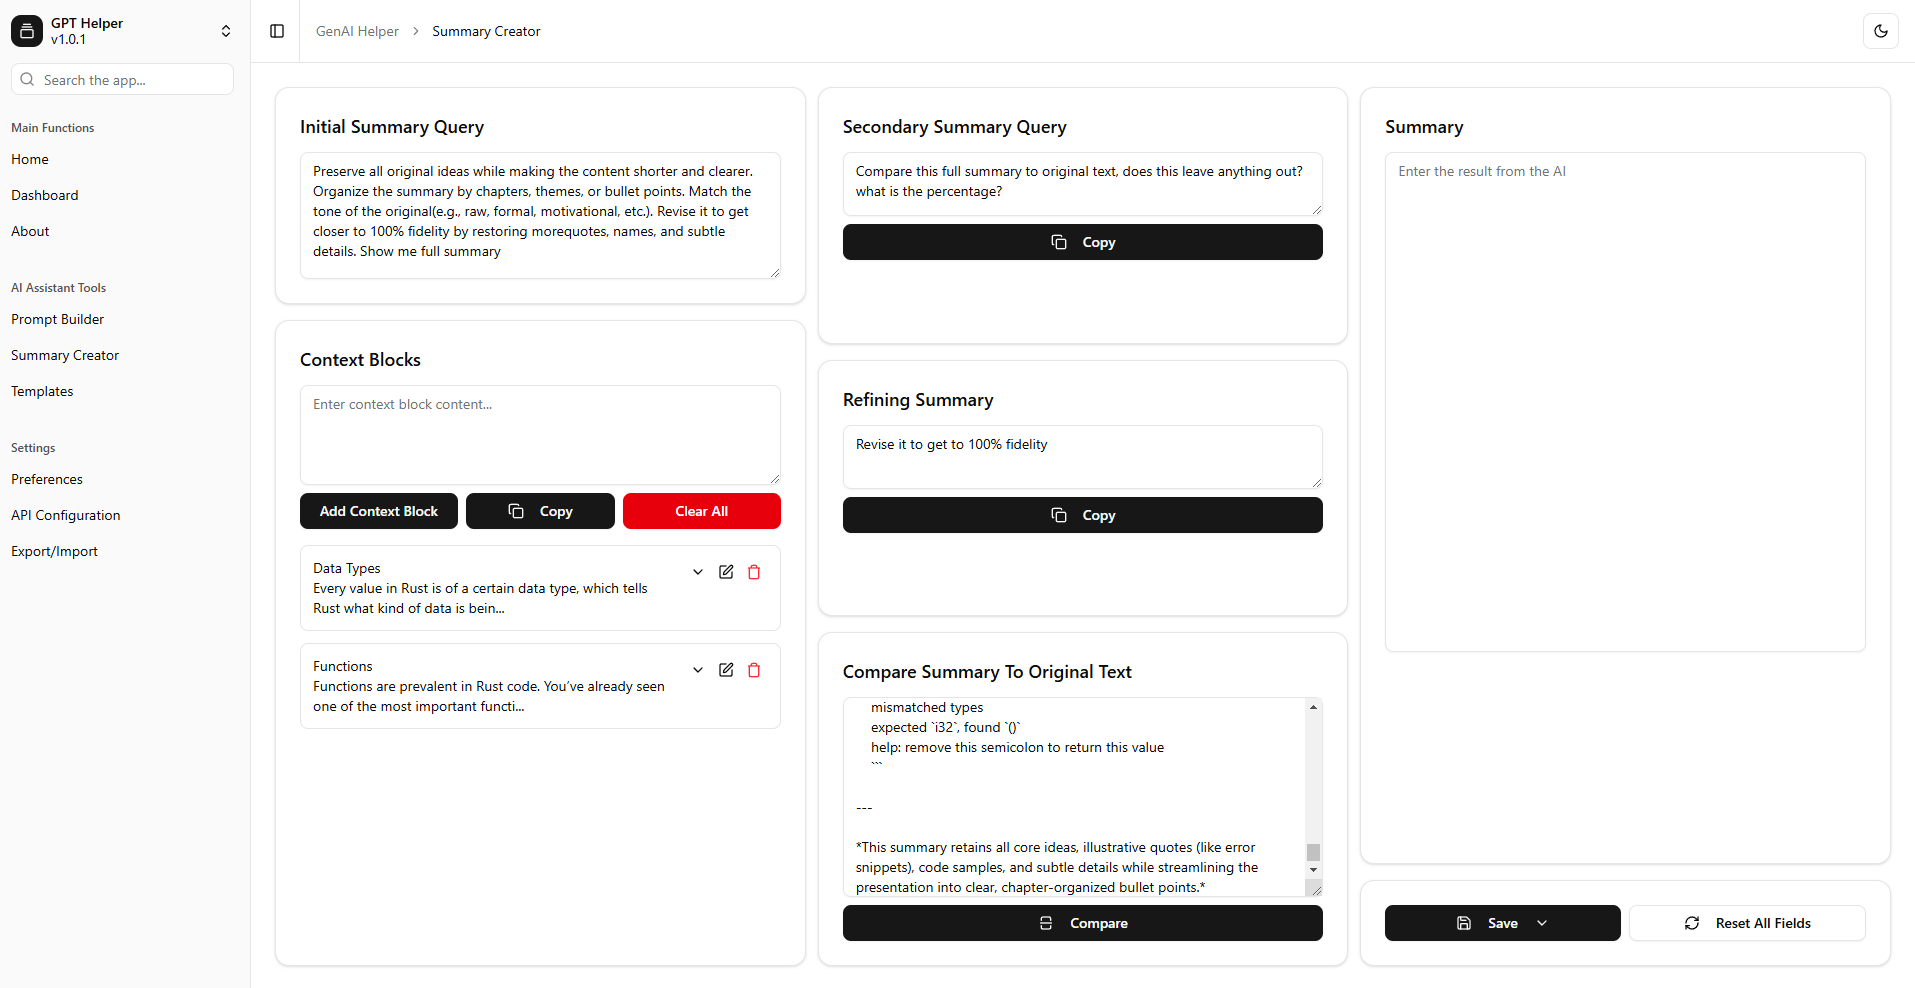 GPT Helper
v1.0.1
Search the app...
Main Functions
Home
Dashboard
About
AI Assistant Tools
Prompt Builder
Summary Creator
Templates
Settings
Preferences
API Configuration
Export/Import
GenAI Helper > Summary Creator
Initial Summary Query
Preserve all original ideas while making the content shorter and clearer.
Organize the summary by chapters, themes, or bullet points. Match the
tone of the original(e.g., raw, formal, motivational, etc.). Revise it to get
closer to 100% fidelity by restoring morequotes, names, and subtle
details. Show me full summary
Context Blocks
Enter context block content...
Add Context Block
Copy
Clear All
Data Types
Every value in Rust is of a certain data type, which tells
Rust what kind of data is bein...
Functions
Functions are prevalent in Rust code. You’ve already seen
one of the most important functi...
Secondary Summary Query
Compare this full summary to original text, does this leave anything out?
what is the percentage?
Copy
Refining Summary
Revise it to get to 100% fidelity
Copy
Compare Summary To Original Text
mismatched types
expected `i32`, found `()`
help: remove this semicolon to return this value
```
---
*This summary retains all core ideas, illustrative quotes (like error
snippets), code samples, and subtle details while streamlining the
presentation into clear, chapter-organized bullet points.*
Compare
Summary
Enter the result from the AI
Save
Reset All Fields